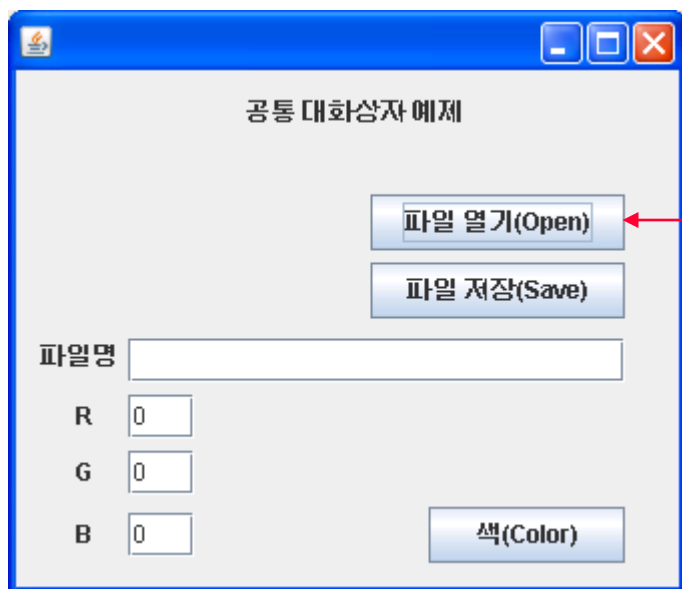 공통 대화상자 예제
파일 열기(Open)
파일 저장(Save)
파일명
R 0
G 0
B 0
색(Color)